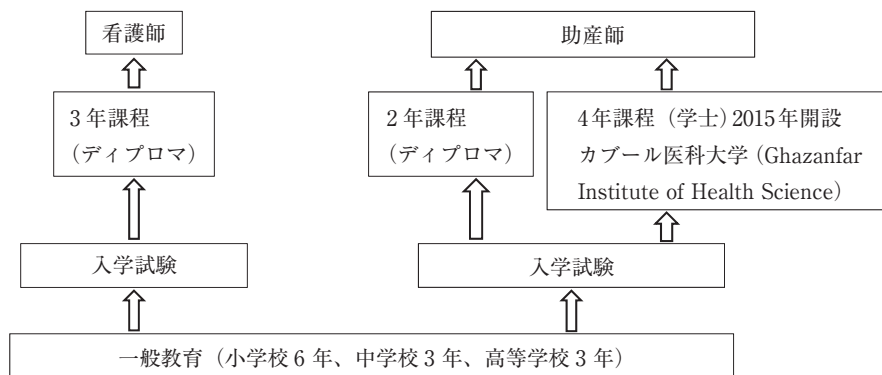 看護師
助産師
3年課程
（ディプロマ）
2年課程
（ディプロマ）
4年課程（学士）2015年開設
カブール医科大学（Ghazanfar
Institute of Health Science）
入学試験
入学試験
一般教育（小学校6年、中学校3年、高等学校3年）